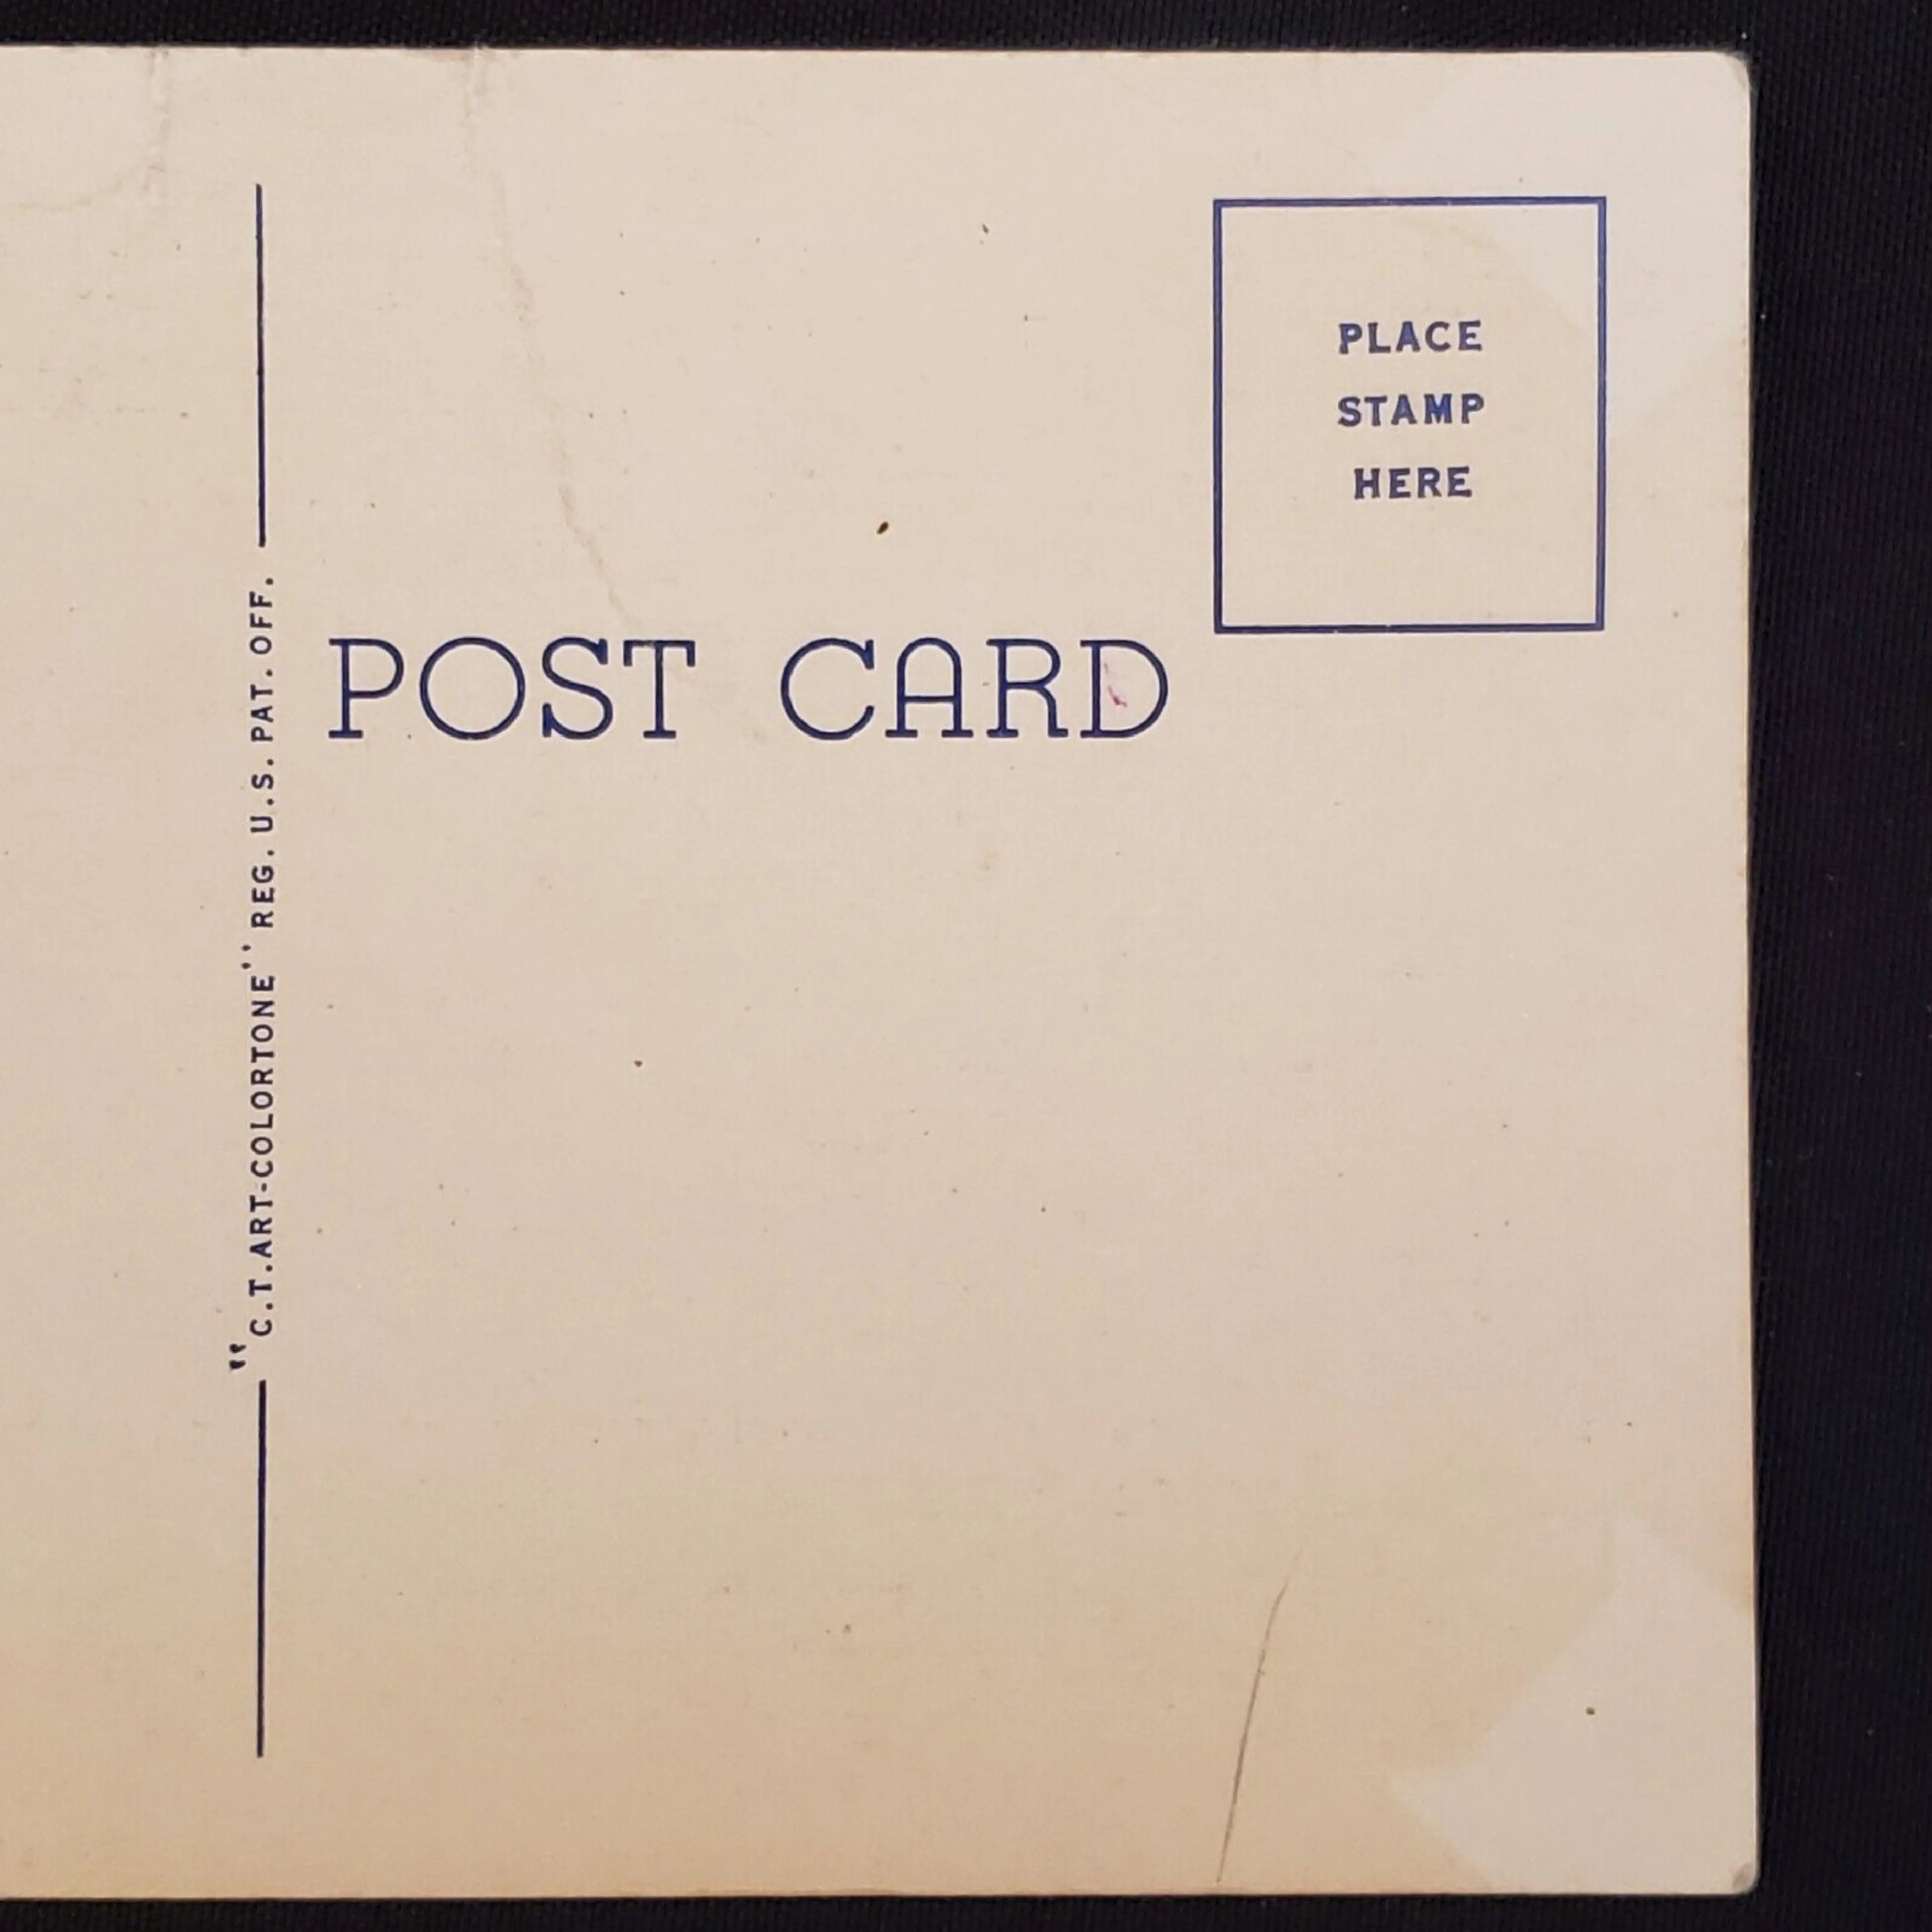 "C.T.ART-COLORTONE" REG. U.S. PAT. OFF.
POST CARD
PLACE
STAMP
HERE